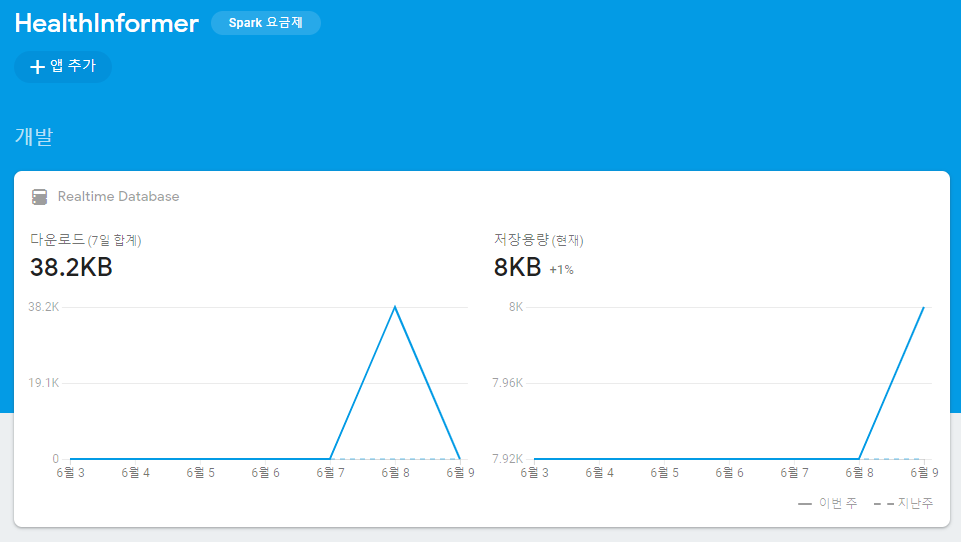 HealthInformer Spark 요금제
+ 앱 추가
개발
Realtime Database
다운로드 (7일 합계)
38.2KB
38.2K
19.1K
0
6월 3 6월 4 6월 5 6월 6 6월 7 6월 8 6월 9
저장용량 (현재)
8KB +1%
8K
7.96K
7.92K
6월 3 6월 4 6월 5 6월 6 6월 7 6월 8 6월 9
이번 주 지난주